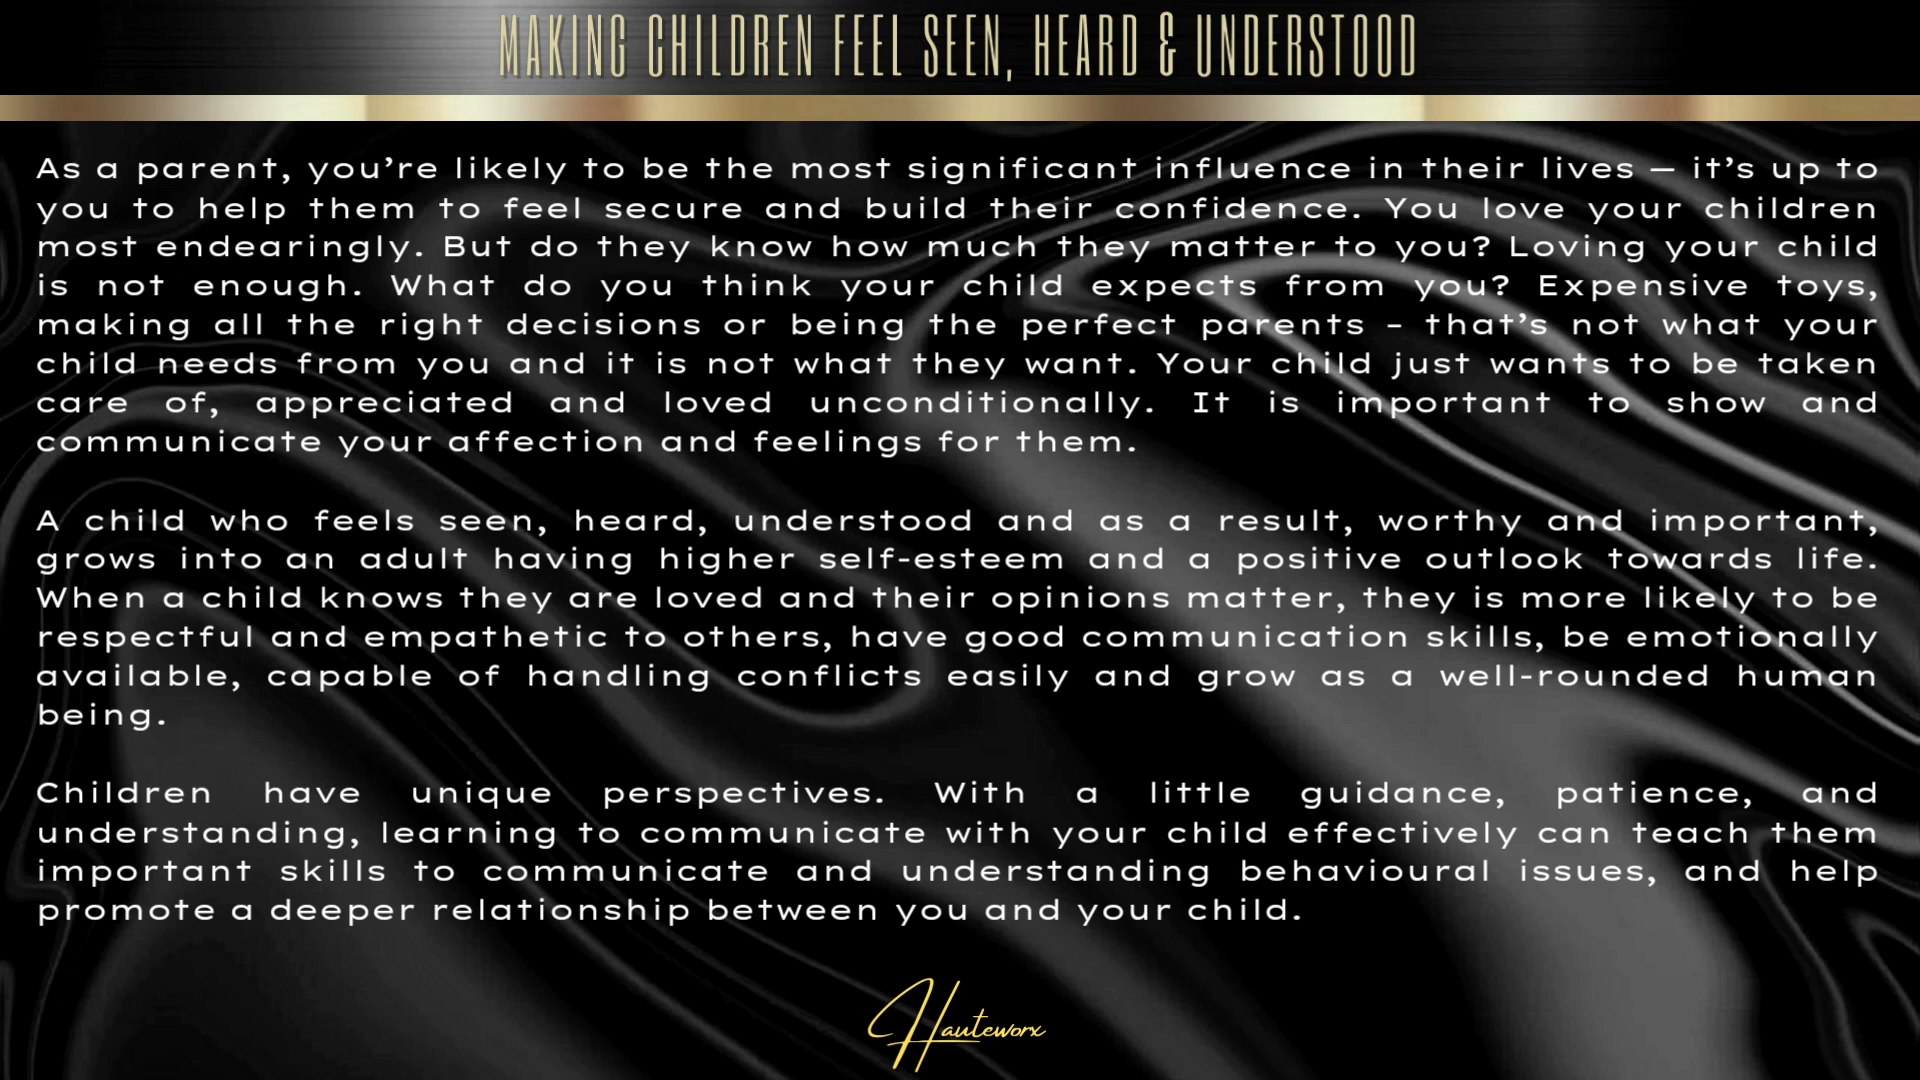 MAKING CHILDREN FEEL SEEN, HEARD & UNDERSTOOD
As a parent, you’re likely to be the most significant influence in their lives — it’s up to
you to help them to feel secure and build their confidence. You love your children
most endearingly. But do they know how much they matter to you? Loving your child
is not enough. What do you think your child expects from you? Expensive toys,
making all the right decisions or being the perfect parents - that’s not what your
child needs from you and it is not what they want. Your child just wants to be taken
care of, appreciated and loved unconditionally. It is important to show and
communicate your affection and feelings for them.
A child who feels seen, heard, understood and as a result, worthy and important,
grows into an adult having higher self-esteem and a positive outlook towards life.
When a child knows they are loved and their opinions matter, they is more likely to be
respectful and empathetic to others, have good communication skills, be emotionally
available, capable of handling conflicts easily and grow as a well-rounded human
being.
Children have unique perspectives. With a little guidance, patience, and
understanding, learning to communicate with your child effectively can teach them
important skills to communicate and understanding behavioural issues, and help
promote a deeper relationship between you and your child.
Hauteworx